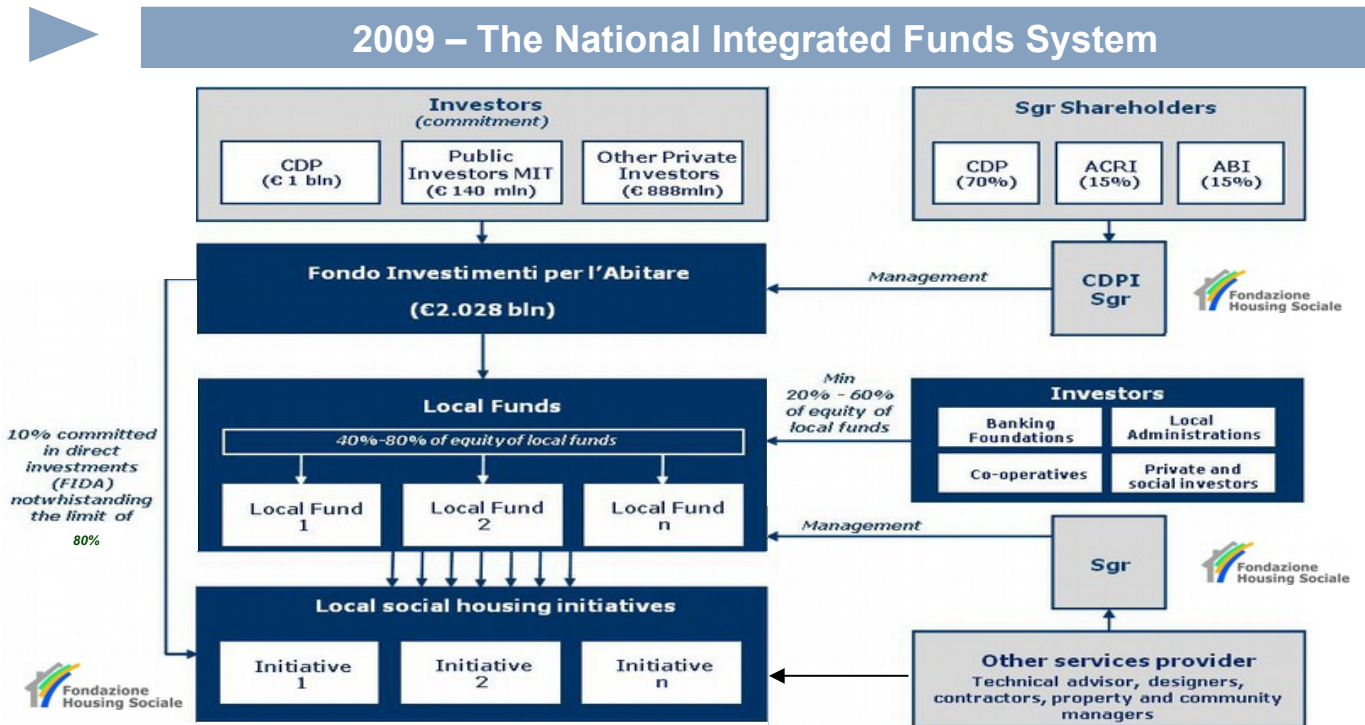 2009 – The National Integrated Funds System
Investors
(commitment)
CDP
(€ 1 bln)
Public
Investors MIT
(€ 140 mln)
Other Private
Investors
(€ 888mln)
Sgr Shareholders
CDP
(70%)
ACRI
(15%)
ABI
(15%)
Fondo Investimenti per l'Abitare
(€2.028 bln)
Management
CDPI
Sgr
Fondazione
Housing Sociale
Local Funds
40%-80% of equity of local funds
Local Fund
1
Local Fund
2
Local Fund
n
Min
20% - 60%
of equity of
local funds
Investors
Banking
Foundations
Local
Administrations
Co-operatives
Private and
social investors
10% committed
in direct
investments
(FIDA)
notwhistanding
the limit of
80%
Management
Sgr
Fondazione
Housing Sociale
Local social housing initiatives
Initiative
1
Initiative
2
Initiative
n
Other services provider
Technical advisor, designers,
contractors, property and community
managers
Fondazione
Housing Sociale